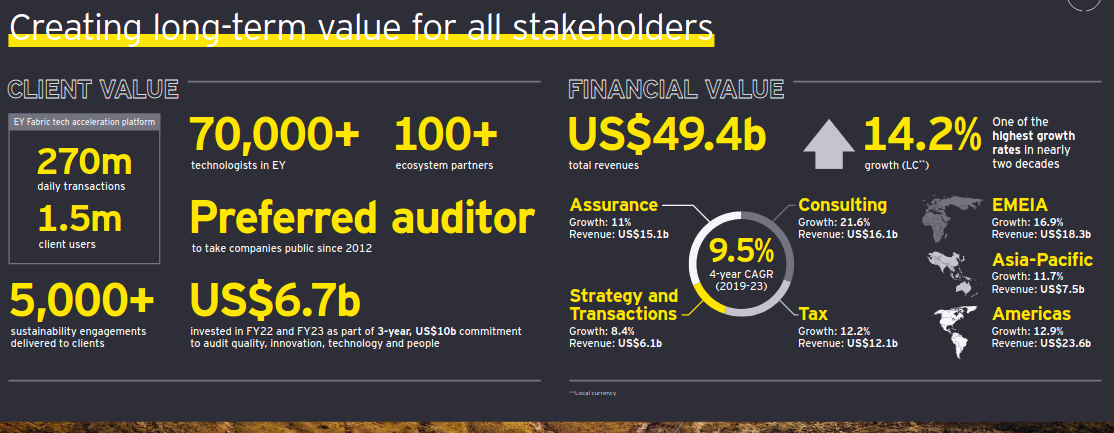 Creating long-term value for all stakeholders
CLIENT VALUE
EY Fabric tech acceleration platform
270m
daily transactions
1.5m
client users
70,000+
technologists in EY
100+
ecosystem partners
Preferred auditor
to take companies public since 2012
5,000+
sustainability engagements
delivered to clients
US$6.7b
invested in FY22 and FY23 as part of 3-year, US$10b commitment
to audit quality, innovation, technology and people
FINANCIAL VALUE
US$49.4b
total revenues
14.2%
growth (LC**)
One of the
highest growth
rates in nearly
two decades
Assurance
Growth: 11%
Revenue: US$15.1b
Consulting
Growth: 21.6%
Revenue: US$16.1b
9.5%
4-year CAGR
(2019-23)
Strategy and
Transactions
Growth: 8.4%
Revenue: US$6.1b
Tax
Growth: 12.2%
Revenue: US$12.1b
EMEIA
Growth: 16.9%
Revenue: US$18.3b
Asia-Pacific
Growth: 11.7%
Revenue: US$7.5b
Americas
Growth: 12.9%
Revenue: US$23.6b
**Local currency